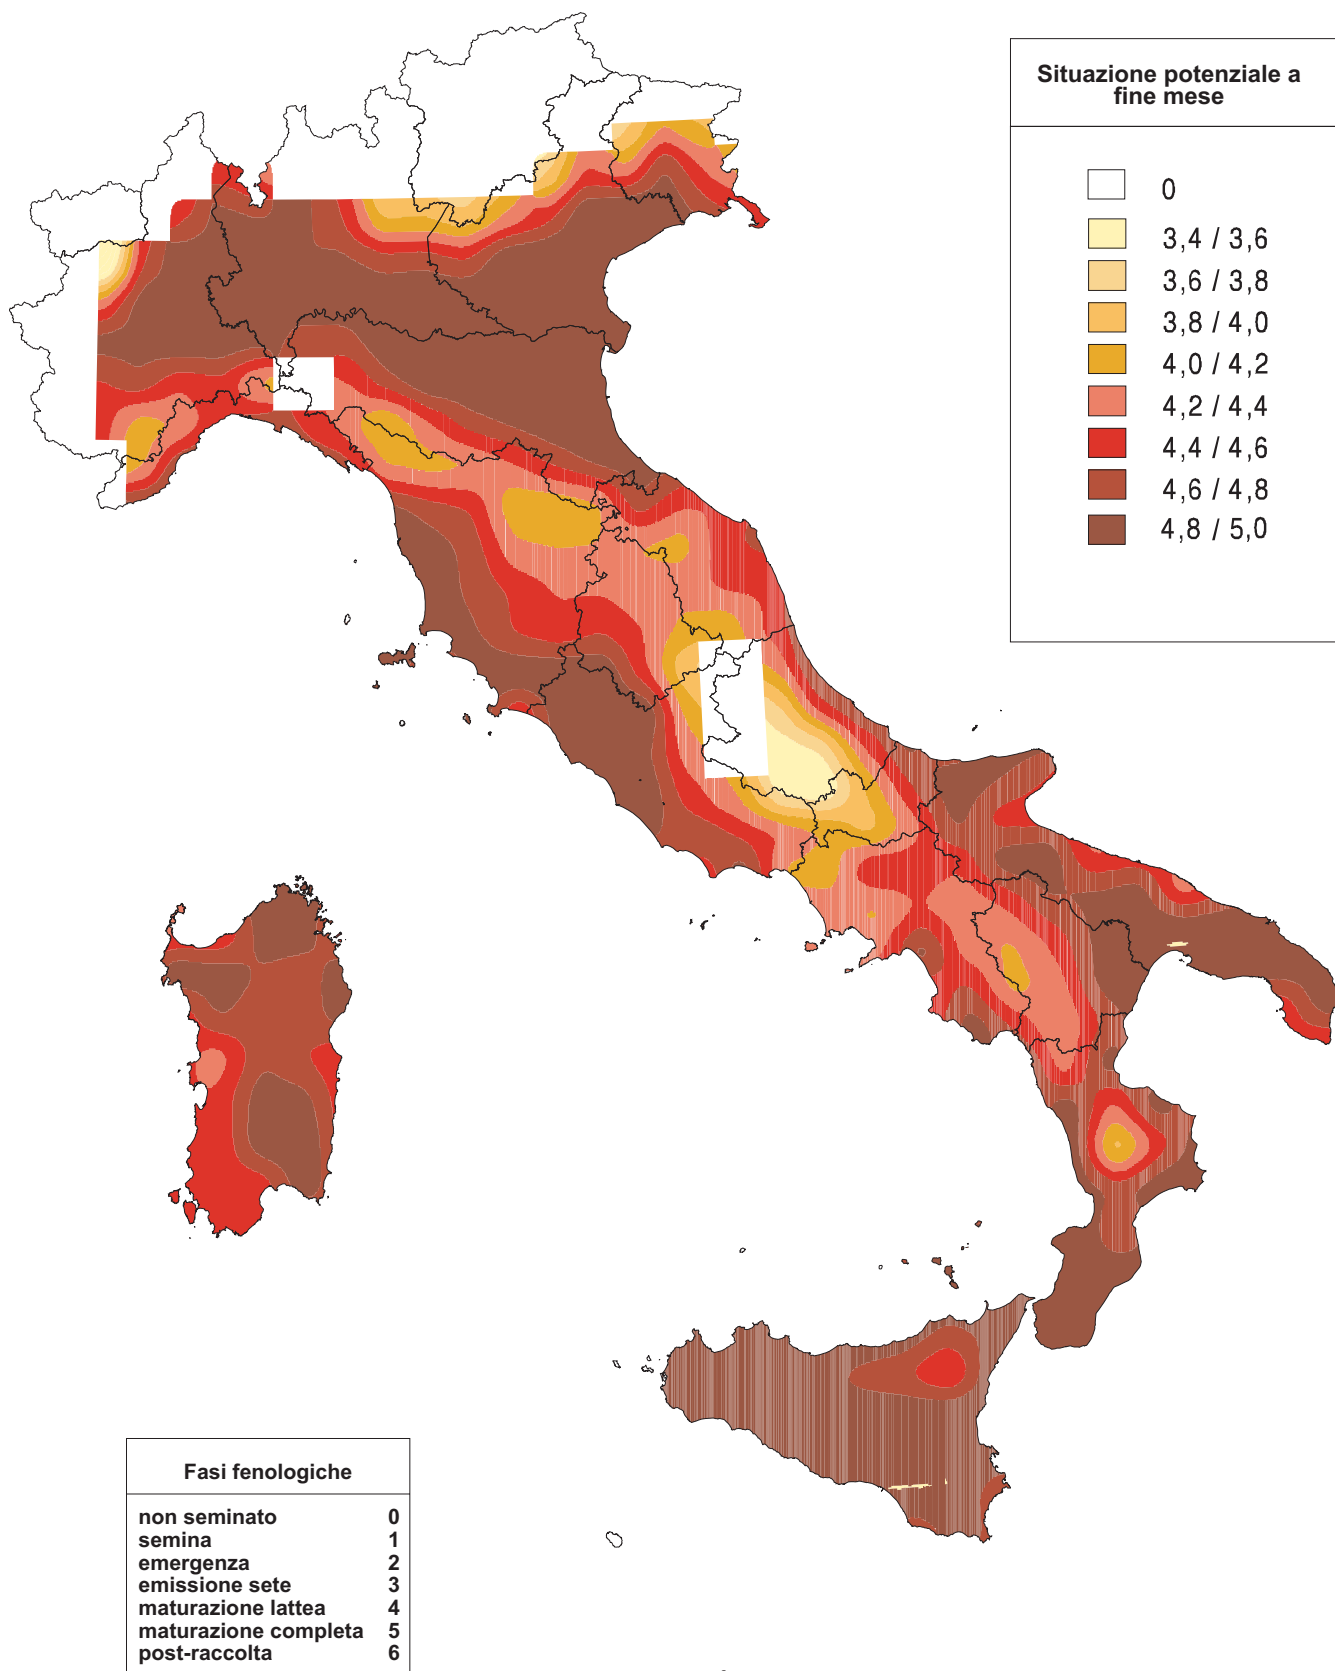 Situazione potenziale a
fine mese
0
3,4 / 3,6
3,6 / 3,8
3,8 / 4,0
4,0 / 4,2
4,2 / 4,4
4,4 / 4,6
4,6 / 4,8
4,8 / 5,0
Fasi fenologiche
non seminato 0
semina 1
emergenza 2
emissione sete 3
maturazione lattea 4
maturazione completa 5
post-raccolta 6